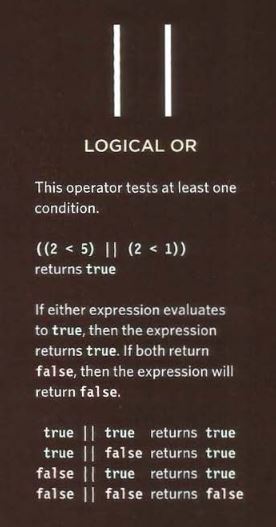 ||
LOGICAL OR
This operator tests at least one
condition.
((2 < 5) || (2 < 1))
returns true
If either expression evaluates
to true, then the expression
returns true. If both return
false, then the expression will
return false.
true || true returns true
true || false returns true
false || true returns true
false || false returns false